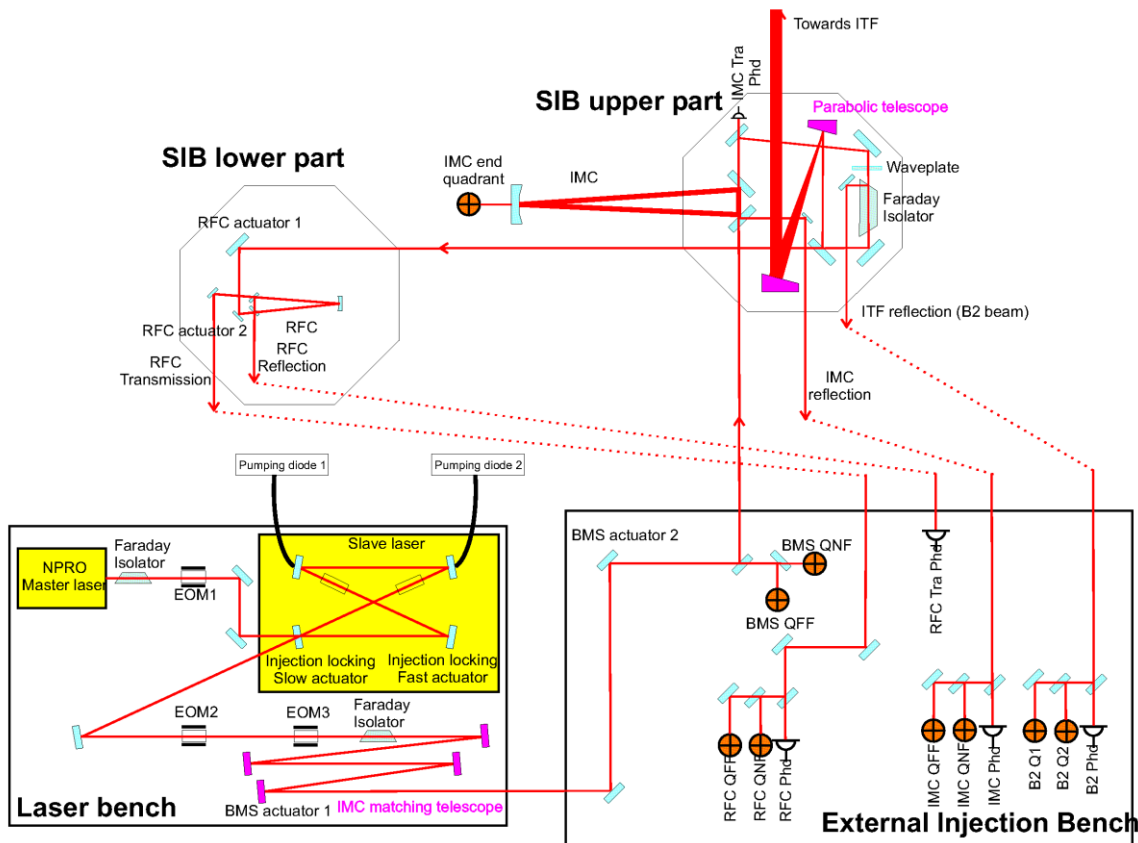 Towards ITF
IMC Tra
Phd
SIB upper part
Parabolic telescope
SIB lower part
IMC end
quadrant
IMC
Waveplate
Faraday
Isolator
RFC actuator 1
RFC actuator 2
RFC
RFC
Transmission
RFC
Reflection
ITF reflection (B2 beam)
IMC
reflection
Pumping diode 1
Pumping diode 2
NPRO
Master laser
Faraday
Isolator
EOM1
Slave laser
Injection locking
Slow actuator
Injection locking
Fast actuator
EOM2
EOM3
Faraday
Isolator
BMS actuator 1
IMC matching telescope
Laser bench
BMS actuator 2
BMS QNF
BMS QFF
RFC Tra Phd
RFC QFF
RFC QNF
RFC Phd
IMC QFF
IMC QNF
IMC Phd
B2 Q1
B2 Q2
B2 Phd
External Injection Bench